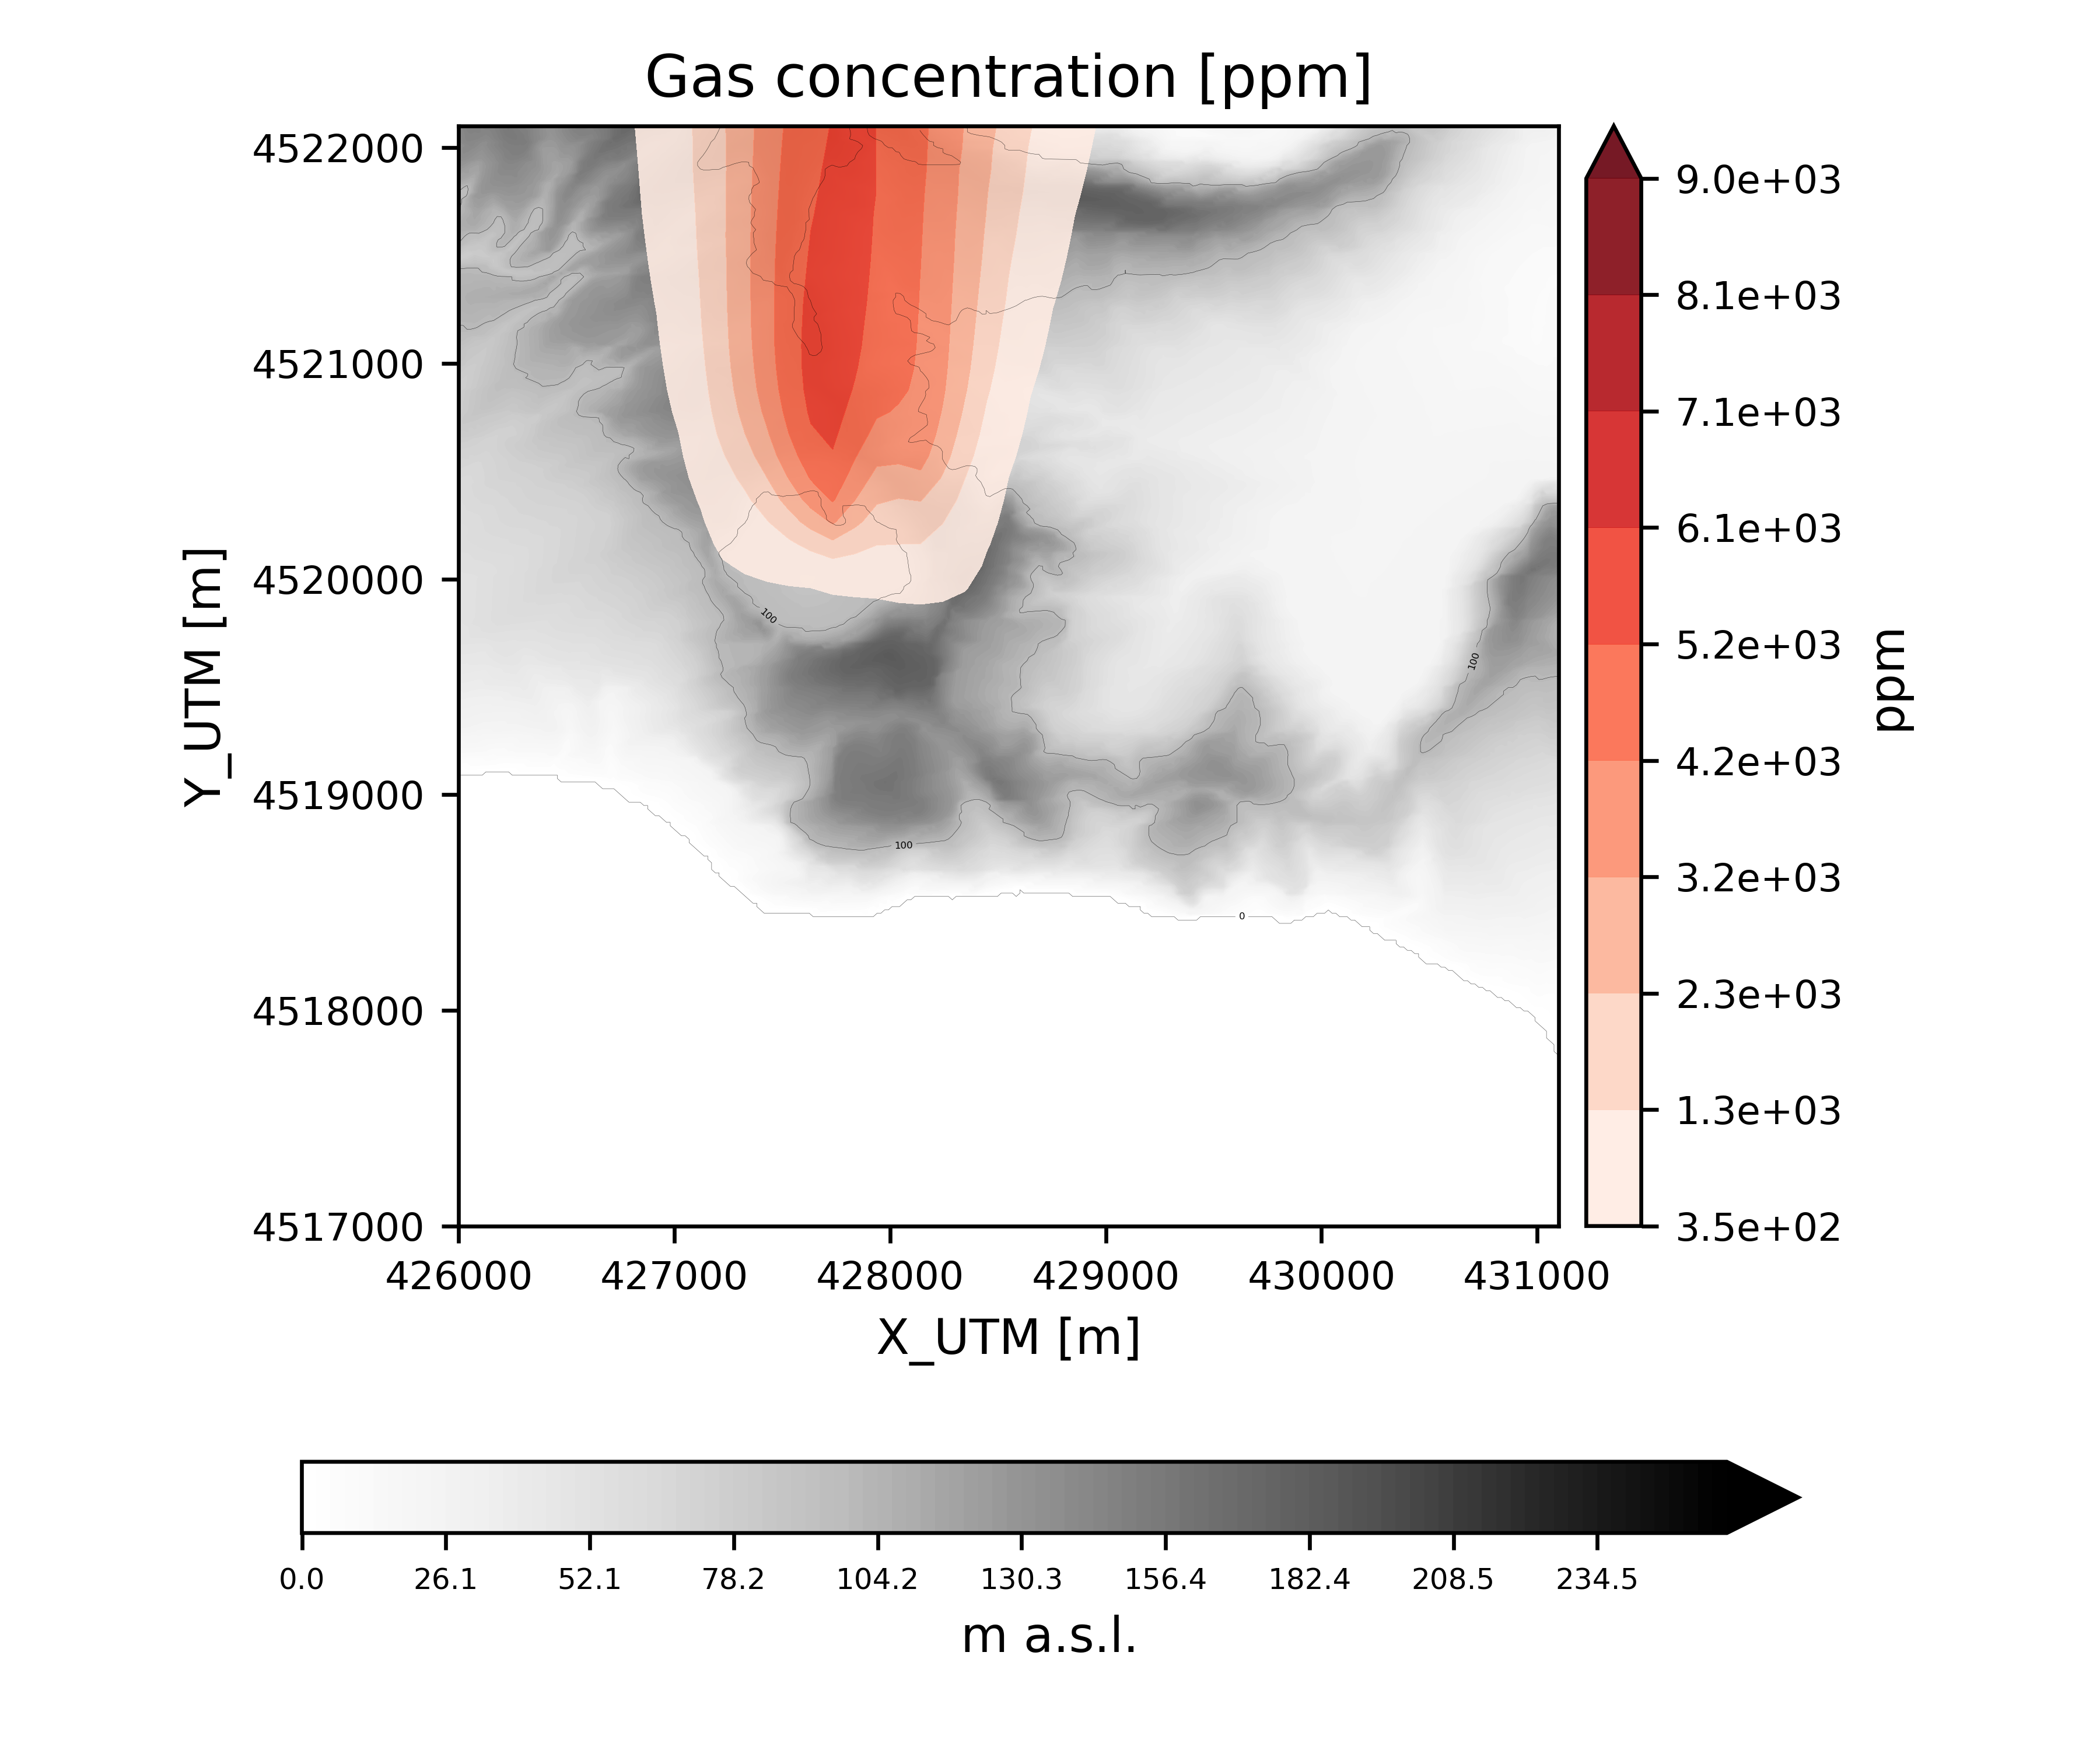 Gas concentration [ppm]
4522000
4521000
4520000
4519000
4518000
4517000
Y_UTM [m]
100
100
100
0
426000 427000 428000 429000 430000 431000
X_UTM [m]
9.0e+03
8.1e+03
7.1e+03
6.1e+03
5.2e+03
4.2e+03
3.2e+03
2.3e+03
1.3e+03
3.5e+02
ppm
0.0 26.1 52.1 78.2 104.2 130.3 156.4 182.4 208.5 234.5
m a.s.l.